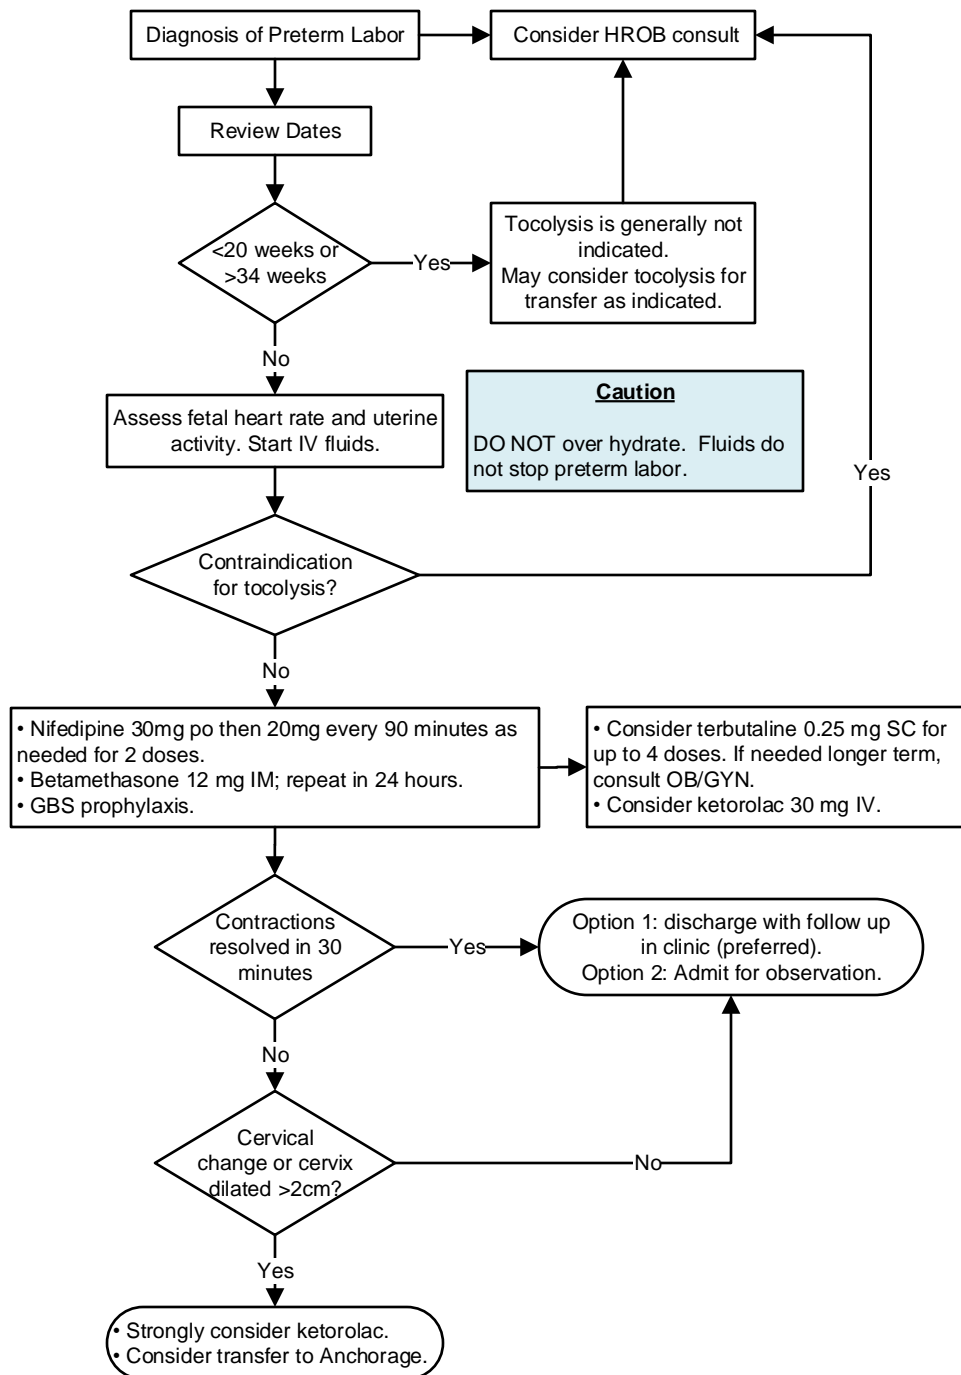 Diagnosis of Preterm Labor
Consider HROB consult
Review Dates
<20 weeks or
>34 weeks
Yes
Tocolysis is generally not
indicated.
May consider tocolysis for
transfer as indicated.
No
Assess fetal heart rate and uterine
activity. Start IV fluids.
Caution
DO NOT over hydrate.  Fluids do
not stop preterm labor.
Yes
Contraindication
for tocolysis?
No
• Nifedipine 30mg po then 20mg every 90 minutes as
needed for 2 doses.
• Betamethasone 12 mg IM; repeat in 24 hours.
• GBS prophylaxis.
• Consider terbutaline 0.25 mg SC for
up to 4 doses. If needed longer term,
consult OB/GYN.
• Consider ketorolac 30 mg IV.
Contractions
resolved in 30
minutes
Yes
Option 1: discharge with follow up
in clinic (preferred).
Option 2: Admit for observation.
No
Cervical
change or cervix
dilated >2cm?
No
Yes
• Strongly consider ketorolac.
• Consider transfer to Anchorage.